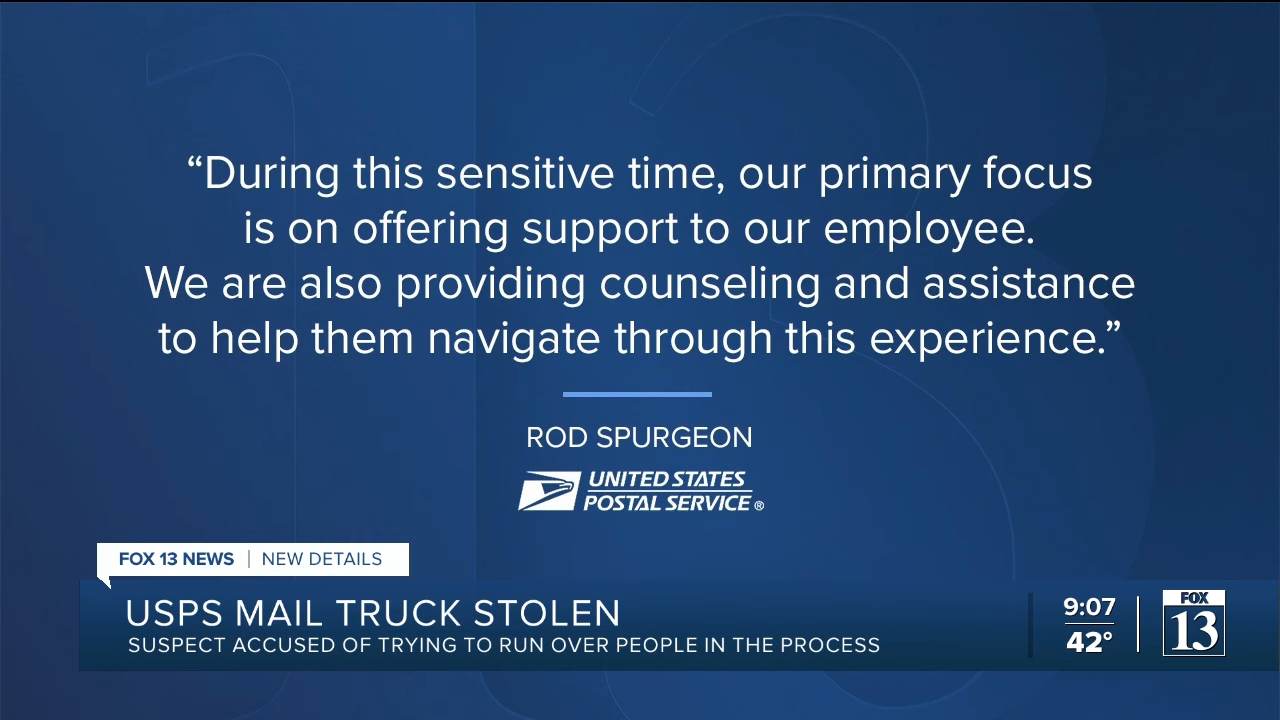 “During this sensitive time, our primary focus
is on offering support to our employee.
We are also providing counseling and assistance
to help them navigate through this experience.”
ROD SPURGEON
UNITED STATES
POSTAL SERVICE®
FOX 13 NEWS | NEW DETAILS
USPS MAIL TRUCK STOLEN
SUSPECT ACCUSED OF TRYING TO RUN OVER PEOPLE IN THE PROCESS
9:07
42°
FOX
13